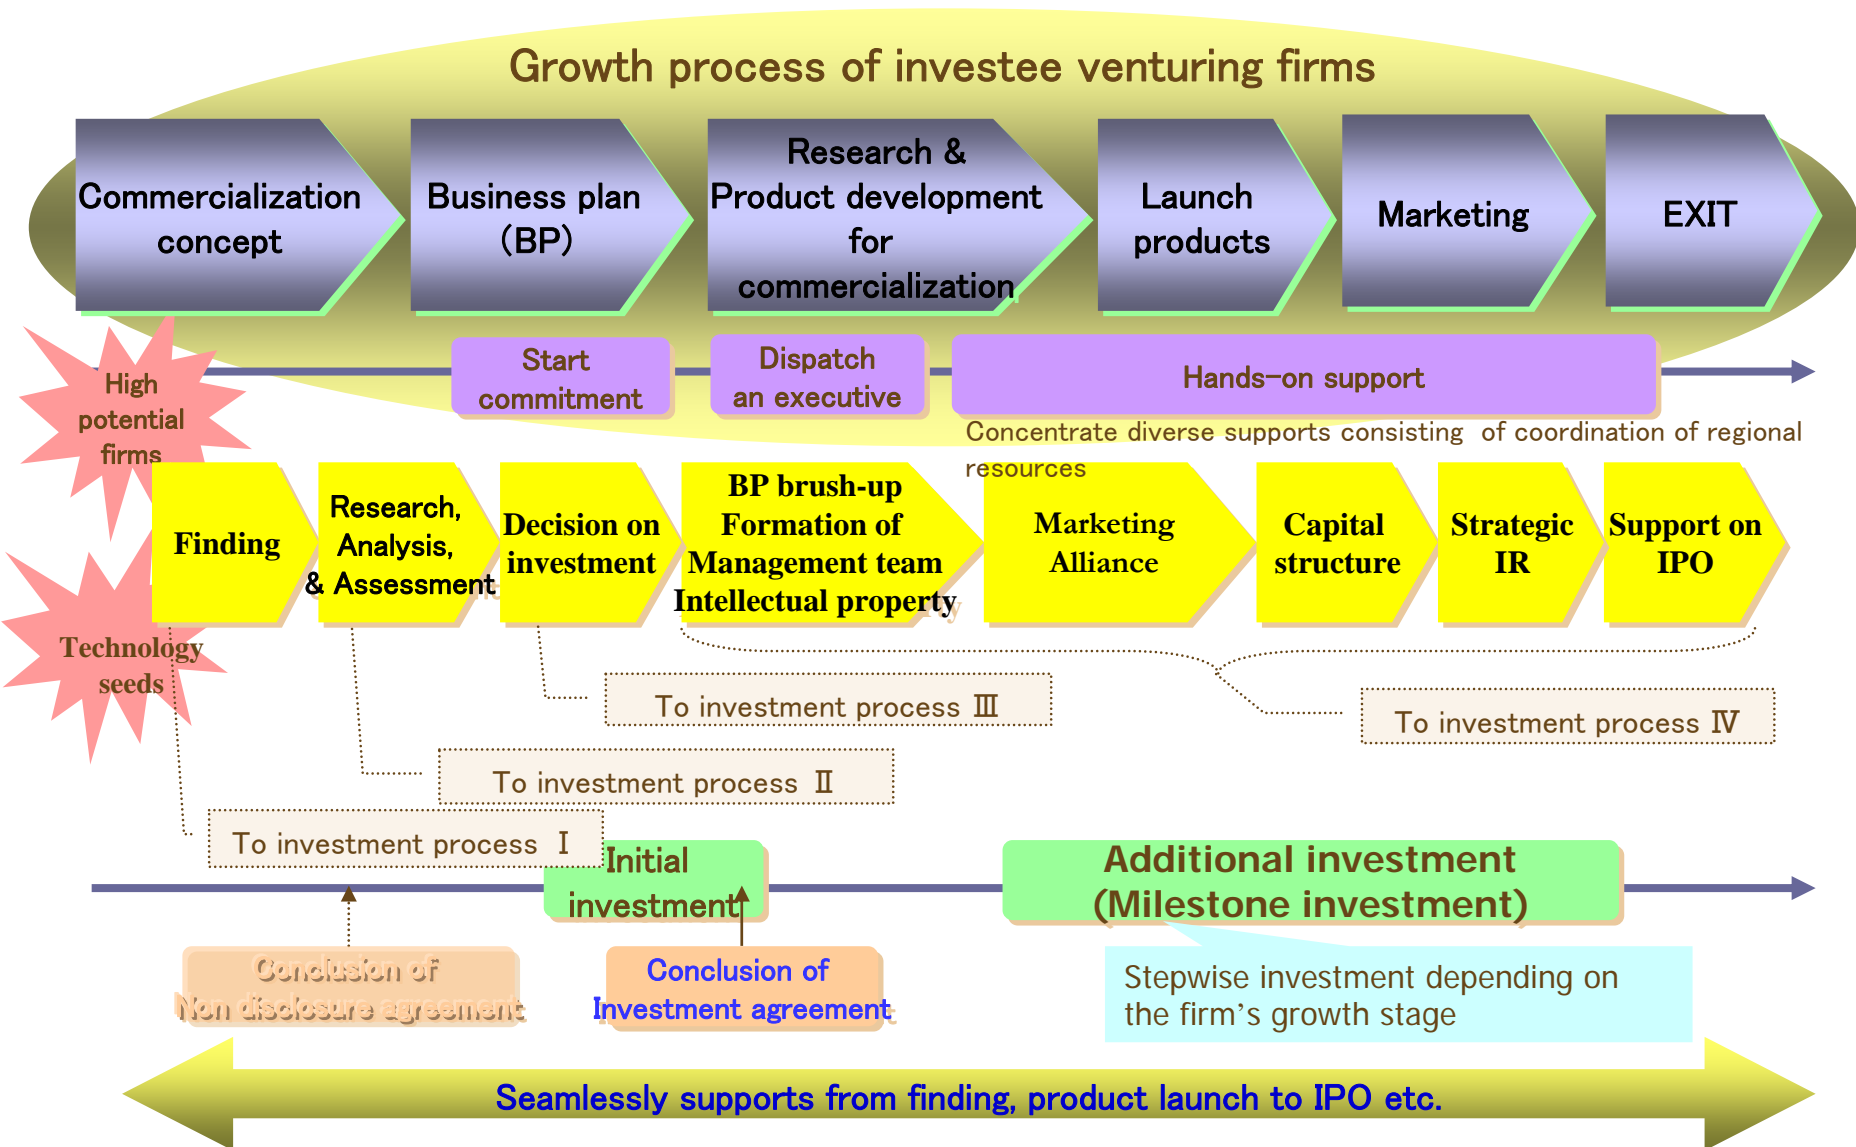 Growth process of investee venturing firms
Commercialization
concept
Business plan
(BP)
Research &
Product development
for
commercialization
Launch
products
Marketing
EXIT
High
potential
firms
Start
commitment
Dispatch
an executive
Hands-on support
Concentrate diverse supports consisting of coordination of regional
resources
Finding
Research,
Analysis,
& Assessment
Decision on
investment
BP brush-up
Formation of
Management team
Intellectual property
Marketing
Alliance
Capital
structure
Strategic
IR
Support on
IPO
Technology
seeds
To investment process Ⅲ
To investment process Ⅳ
To investment process Ⅱ
To investment process Ⅰ
Initial
investment
Additional investment
(Milestone investment)
Conclusion of
Non disclosure agreement
Conclusion of
Investment agreement
Stepwise investment depending on
the firm's growth stage
Seamlessly supports from finding, product launch to IPO etc.